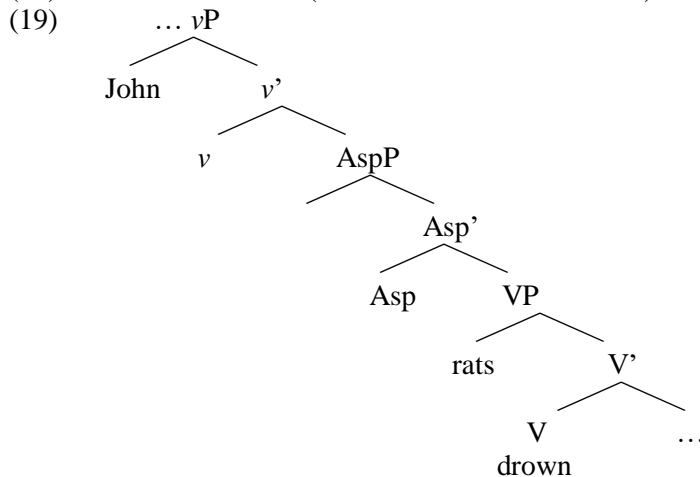 (19) … vP
John v’
v AspP
Asp’
Asp VP
rats V’
V …
drown